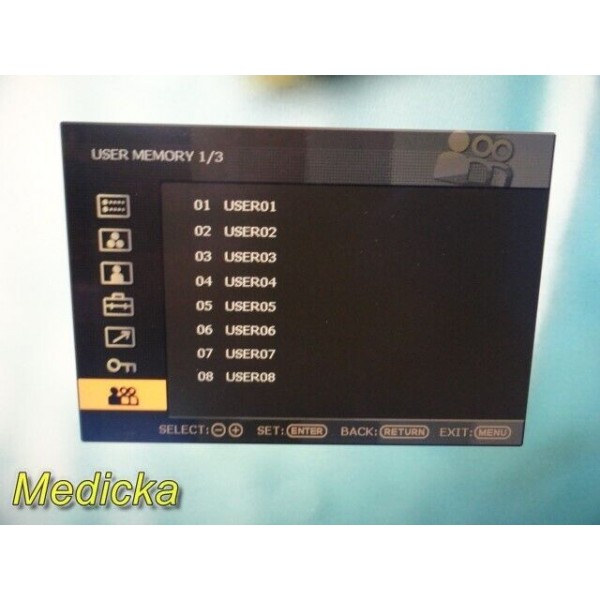 USER MEMORY 1/3
01 USER01
02 USER02
03 USER03
04 USER04
05 USER05
06 USER06
07 USER07
08 USER08
SELECT:⊖⊕ SET:ENTER BACK:RETURN EXIT:MENU
Medicka